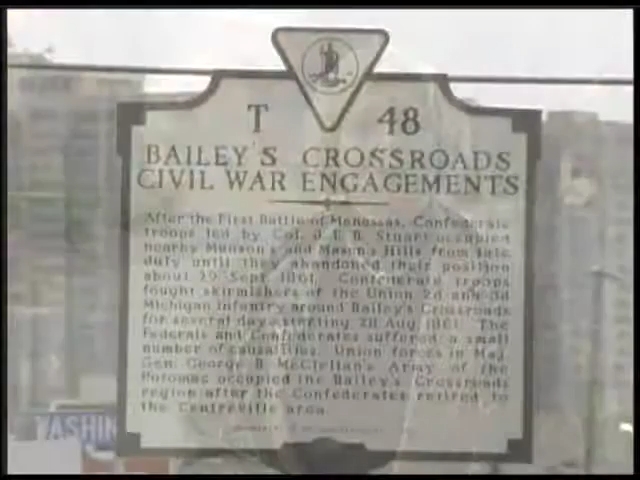 T 48
BAILEY'S CROSSROADS
CIVIL WAR ENGAGEMENTS
After the First Battle of Manassas, Confederate
troops led by Col. J. E. B. Stuart occupied
nearby Munson's and Mason's Hills from late
duty until they abandoned their position
about 29 Sept. 1861. Confederate troops
fought skirmishers of the Union 2d and 3d
Michigan Infantry around Bailey's Crossroads
for several days starting 28 Aug. 1861. The
Federals and Confederates suffered a small
number of casualties. Union forces in Maj.
Gen. George B. McClellan's Army of the
Potomac occupied the Bailey's Crossroads
region after the Confederates retired to
the Centreville area.
ASHIN